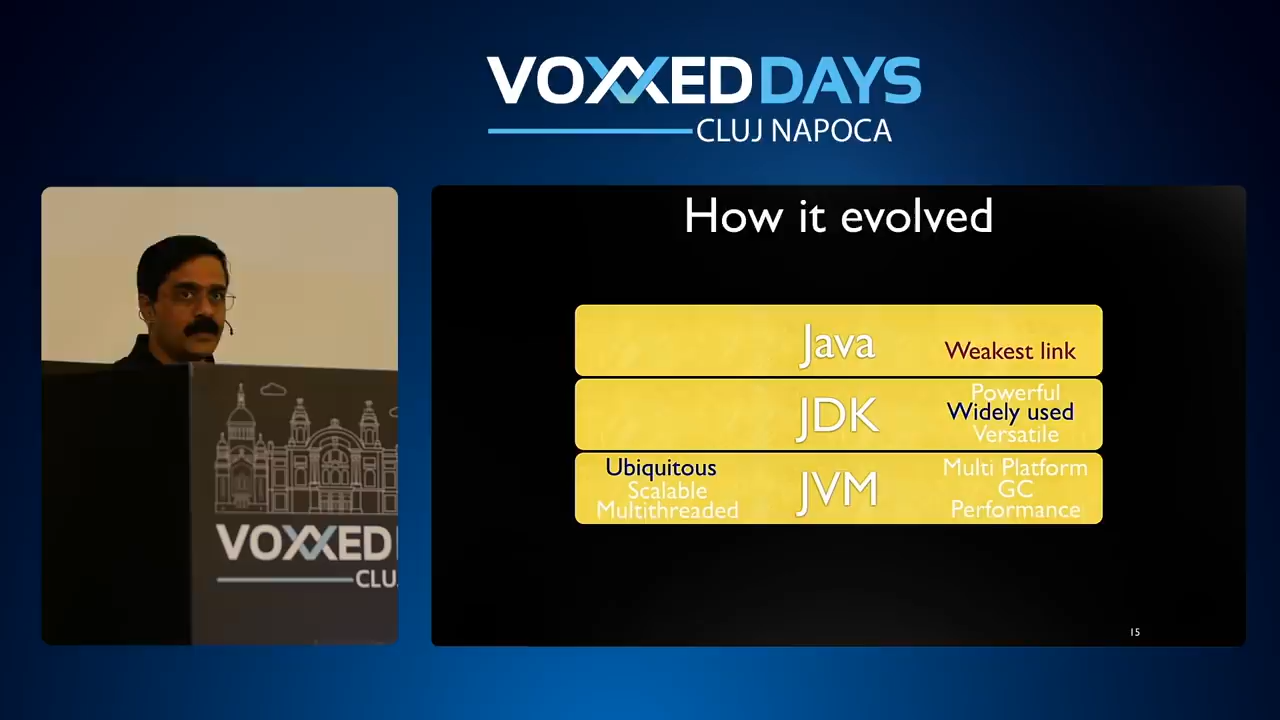 VOXXEDDAYS
CLUJ NAPOCA
How it evolved
Java
Weakest link
JDK
Powerful
Widely used
Versatile
Ubiquitous
Scalable
Multithreaded
JVM
Multi Platform
GC
Performance
15
VOXXED
CLU